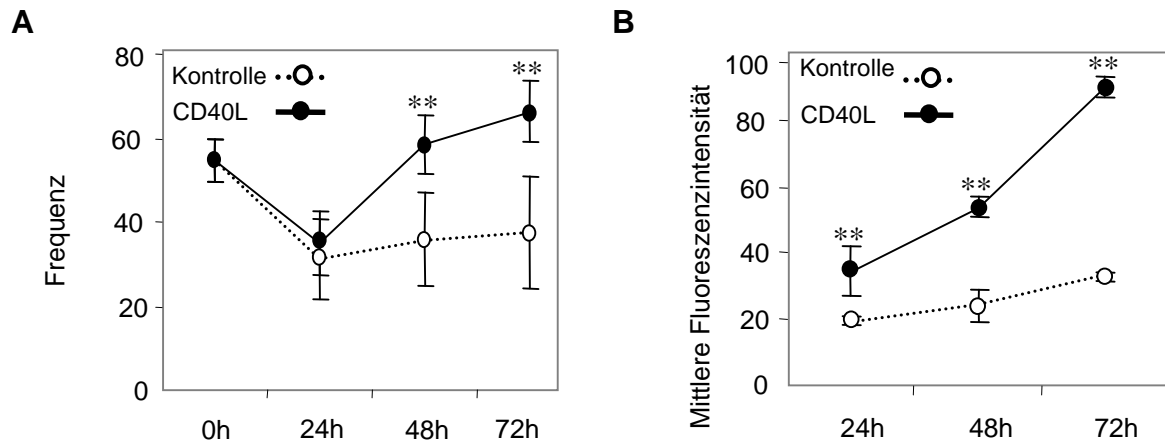 A
Frequenz
80
60
40
20
0
Kontrolle
CD40L
**
**
0h 24h 48h 72h
B
Mittlere Fluoreszenzintensität
100
80
60
40
20
0
Kontrolle
CD40L
**
**
**
24h 48h 72h